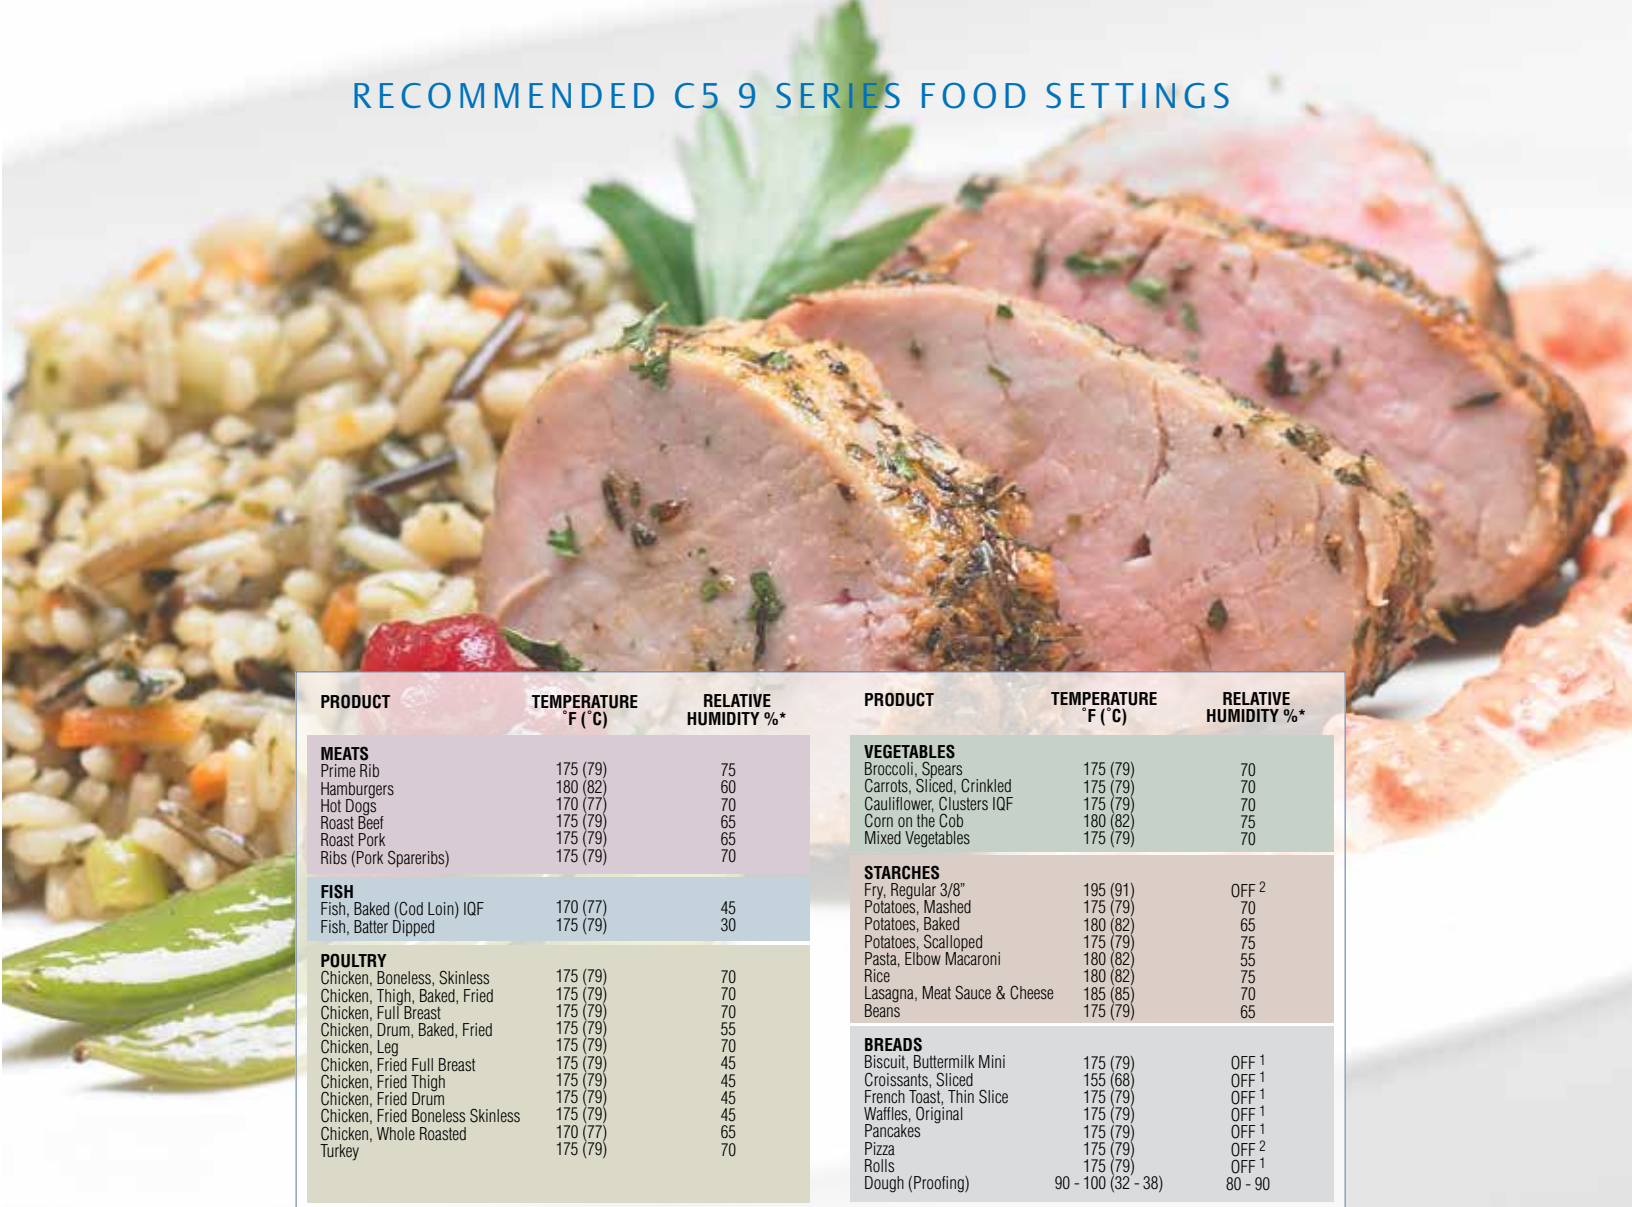 RECOMMENDED C5 9 SERIES FOOD SETTINGS
PRODUCT TEMPERATURE RELATIVE
˚F (˚C) HUMIDITY %*
MEATS
Prime Rib 175 (79) 75
Hamburgers 180 (82) 60
Hot Dogs 170 (77) 70
Roast Beef 175 (79) 65
Roast Pork 175 (79) 65
Ribs (Pork Spareribs) 175 (79) 70
FISH
Fish, Baked (Cod Loin) IQF 170 (77) 45
Fish, Batter Dipped 175 (79) 30
POULTRY
Chicken, Boneless, Skinless 175 (79) 70
Chicken, Thigh, Baked, Fried 175 (79) 70
Chicken, Full Breast 175 (79) 70
Chicken, Drum, Baked, Fried 175 (79) 55
Chicken, Leg 175 (79) 70
Chicken, Fried Full Breast 175 (79) 45
Chicken, Fried Thigh 175 (79) 45
Chicken, Fried Drum 175 (79) 45
Chicken, Fried Boneless Skinless 175 (79) 45
Chicken, Whole Roasted 170 (77) 65
Turkey 175 (79) 70
PRODUCT TEMPERATURE RELATIVE
˚F (˚C) HUMIDITY %*
VEGETABLES
Broccoli, Spears 175 (79) 70
Carrots, Sliced, Crinkled 175 (79) 70
Cauliflower, Clusters IQF 175 (79) 70
Corn on the Cob 180 (82) 75
Mixed Vegetables 175 (79) 70
STARCHES
Fry, Regular 3/8” 195 (91) OFF 2
Potatoes, Mashed 175 (79) 70
Potatoes, Baked 180 (82) 65
Potatoes, Scalloped 175 (79) 75
Pasta, Elbow Macaroni 180 (82) 55
Rice 180 (82) 75
Lasagna, Meat Sauce & Cheese 185 (85) 70
Beans 175 (79) 65
BREADS
Biscuit, Buttermilk Mini 175 (79) OFF 1
Croissants, Sliced 155 (68) OFF 1
French Toast, Thin Slice 175 (79) OFF 1
Waffles, Original 175 (79) OFF 1
Pancakes 175 (79) OFF 1
Pizza 175 (79) OFF 2
Rolls 175 (79) OFF 1
Dough (Proofing) 90 - 100 (32 - 38) 80 - 90